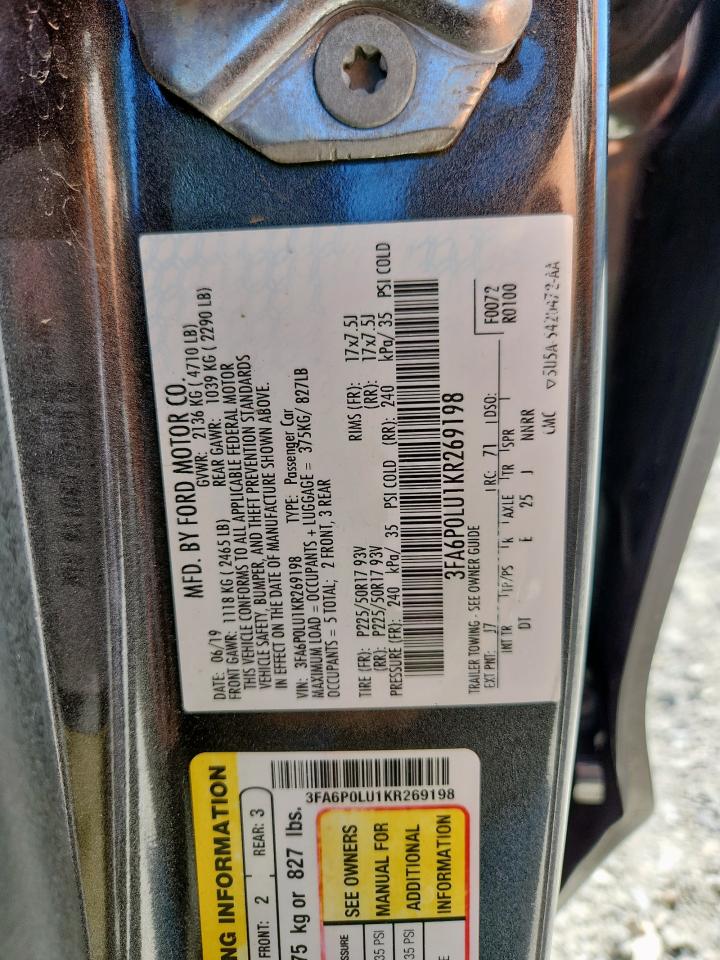 MFD. BY FORD MOTOR CO.
DATE: 06/19 GVWR: 2136 KG ( 4710 LB)
FRONT GAWR: 1118 KG (2465 LB) REAR GAWR: 1039 KG ( 2290 LB)
THIS VEHICLE CONFORMS TO ALL APPLICABLE FEDERAL MOTOR
VEHICLE SAFETY, BUMPER, AND THEFT PREVENTION STANDARDS
IN EFFECT ON THE DATE OF MANUFACTURE SHOWN ABOVE.
VIN: 3FA6P0LU1KR269198 TYPE: Passenger Car
MAXIMUM LOAD = OCCUPANTS + LUGGAGE = 375KG/ 827LB
OCCUPANTS = 5 TOTAL; 2 FRONT, 3 REAR
TIRE (FR): P225/50R17 93V RIMS (FR): 17x7.5J
(RR): P225/50R17 93V (RR): 17x7.5J
PRESSURE (FR): 240 kPa/ 35 PSI COLD (RR): 240 kPa/ 35 PSI COLD
3FA6P0LU1KR269198
TRAILER TOWING - SEE OWNER GUIDE
EXT PNT: J7 RC: 71 DSO: F0072
INT TR TP/PS R AXLE TR SPR R0100
DT E 25 J NNRR
5U5A-5420472-AA
NG INFORMATION
FRONT: 2 REAR: 3
75 kg or 827 lbs.
3FA6P0LU1KR269198
SEE OWNERS
MANUAL FOR
ADDITIONAL
INFORMATION
35 PSI
35 PSI